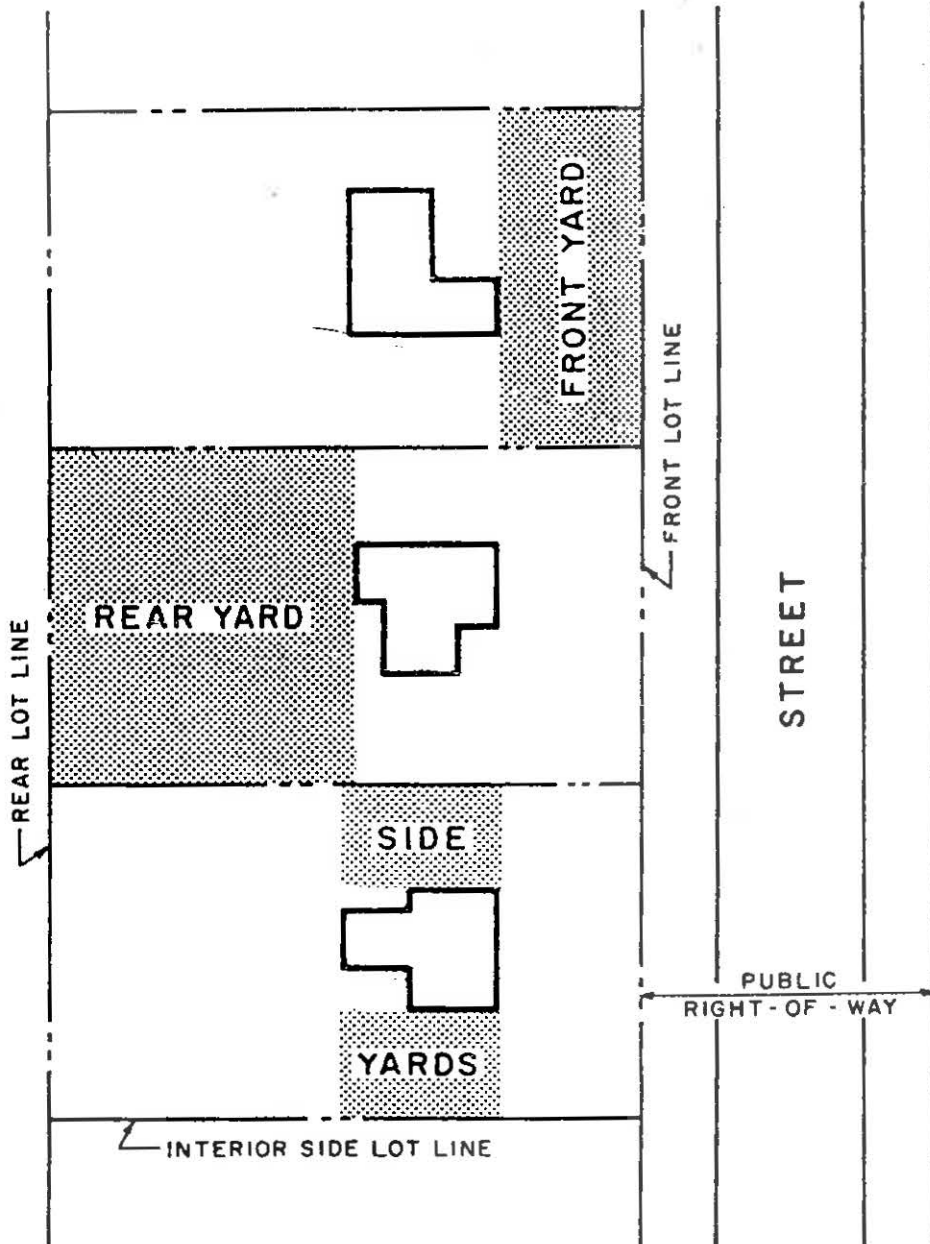 FRONT YARD
FRONT LOT LINE
REAR YARD
REAR LOT LINE
STREET
SIDE
YARDS
PUBLIC
RIGHT-OF-WAY
INTERIOR SIDE LOT LINE